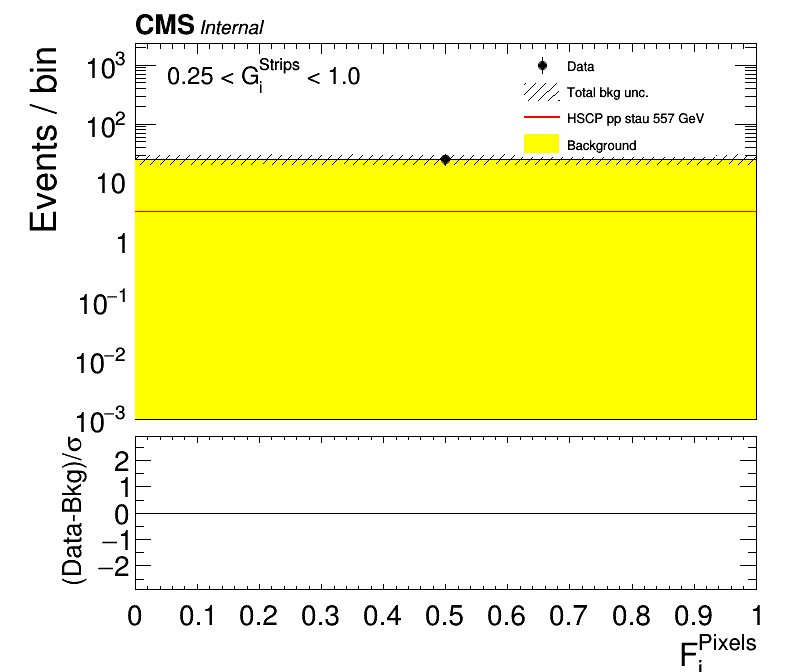 CMS Internal
0.25 < G_i^Strips < 1.0
Data
Total bkg unc.
HSCP pp stau 557 GeV
Background
Events / bin
10^3
10^2
10
1
10^−1
10^−2
10^−3
(Data-Bkg)/σ
2
1
0
−1
−2
0 0.1 0.2 0.3 0.4 0.5 0.6 0.7 0.8 0.9 1
F_i^Pixels